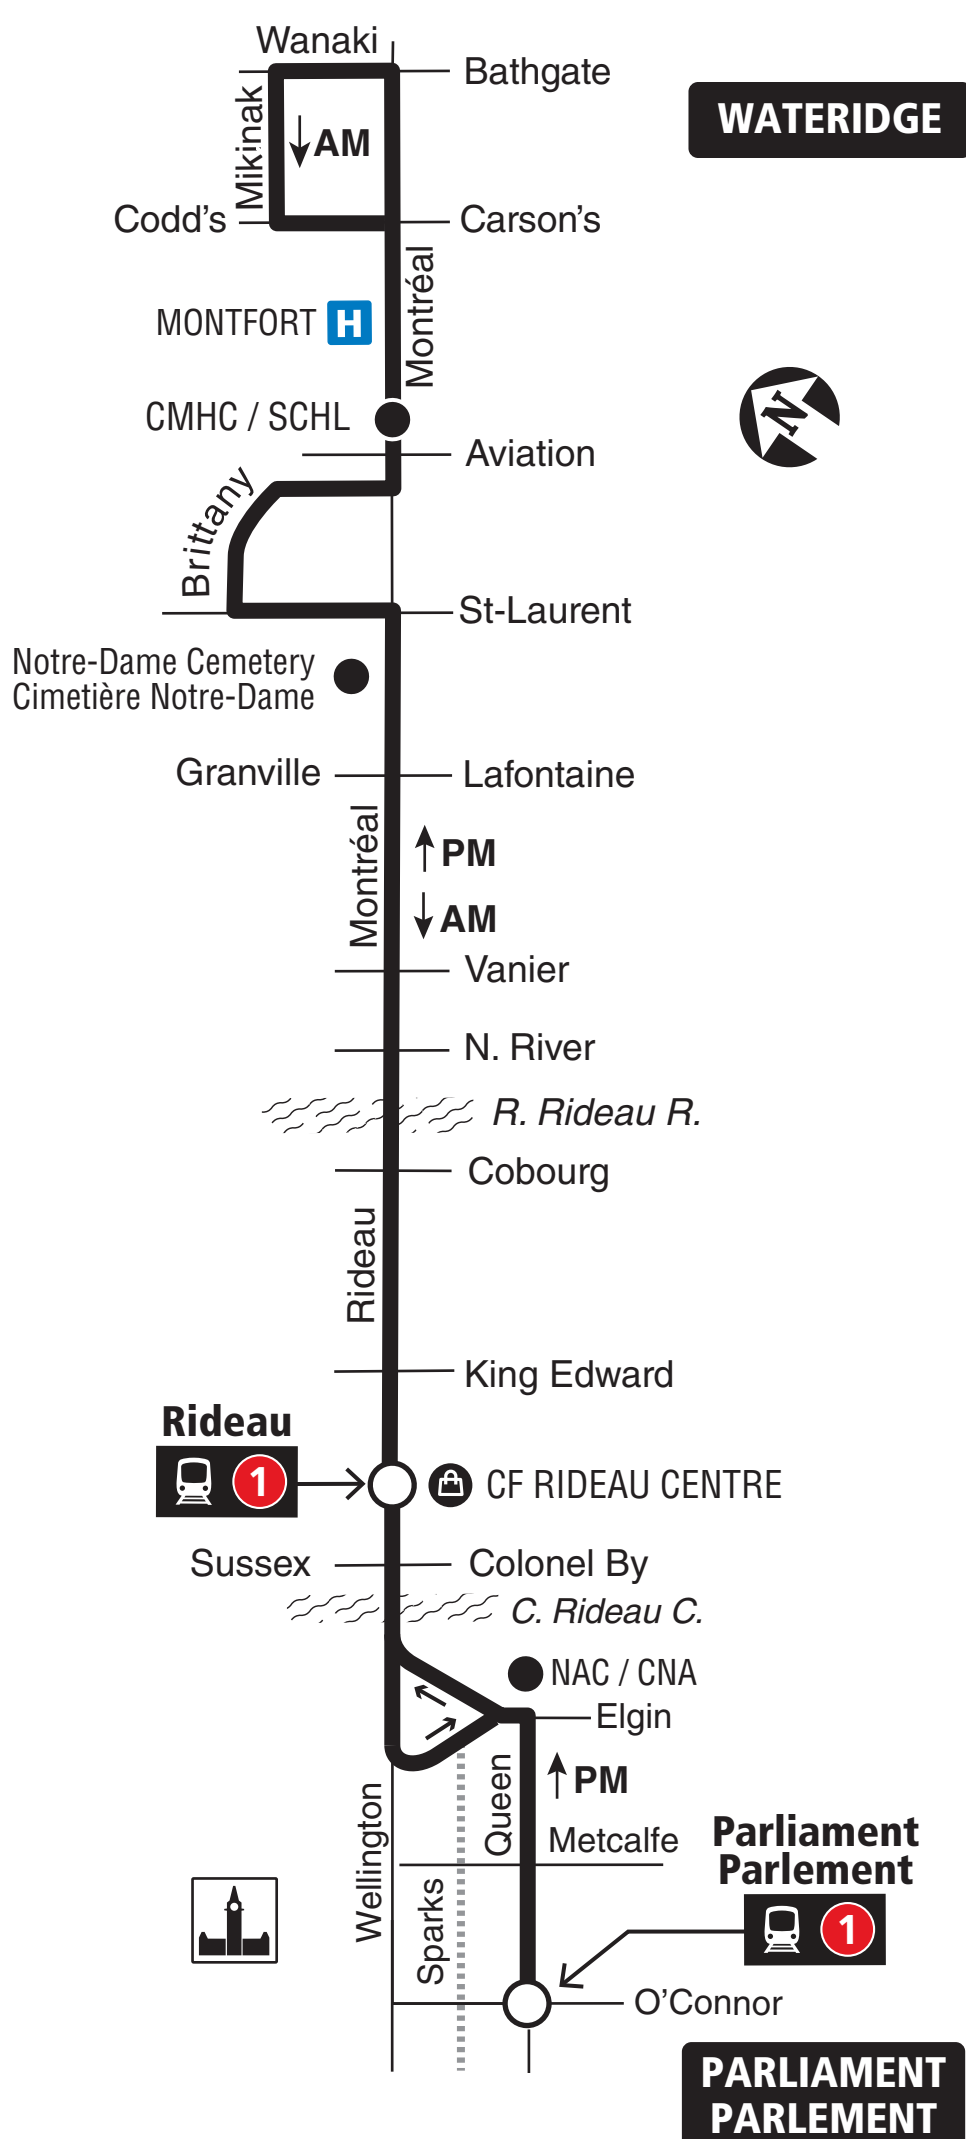 Wanaki
Bathgate
WATERIDGE
Mikinak
AM
Codd's
Carson's
Montréal
MONTFORT H
N
CMHC / SCHL
Aviation
Brittany
St-Laurent
Notre-Dame Cemetery
Cimetière Notre-Dame
Granville
Lafontaine
Montréal
PM
AM
Vanier
N. River
R. Rideau R.
Cobourg
Rideau
King Edward
Rideau
1
CF RIDEAU CENTRE
Sussex
Colonel By
C. Rideau C.
NAC / CNA
Elgin
Queen
PM
Wellington
Metcalfe
Parliament
Parlement
1
Sparks
O'Connor
PARLIAMENT
PARLEMENT